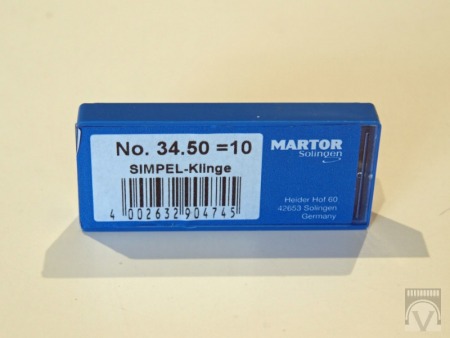 No. 34.50 =10
SIMPEL-Klinge
4 002632 904745
MARTOR
Solingen
Heider Hof 60
42653 Solingen
Germany
V